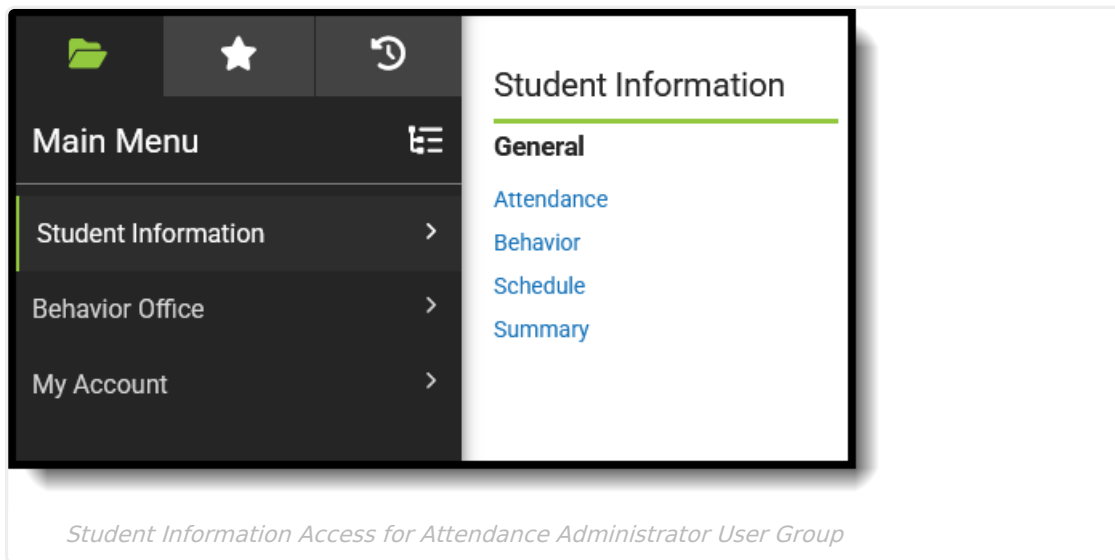 Main Menu
Student Information
Behavior Office
My Account
Student Information
General
Attendance
Behavior
Schedule
Summary
Student Information Access for Attendance Administrator User Group